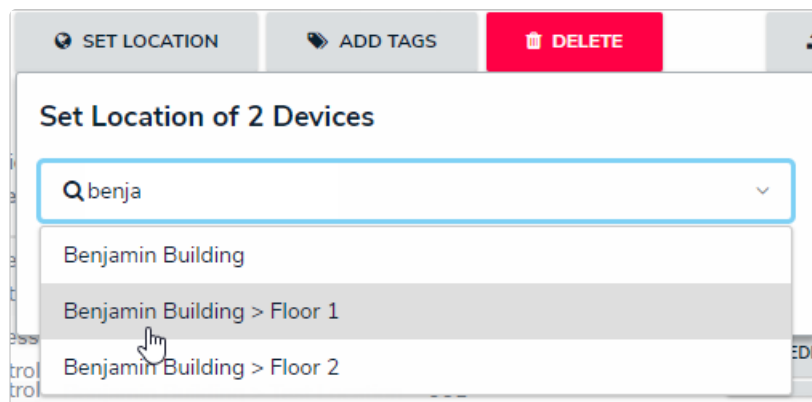 SET LOCATION ADD TAGS DELETE
Set Location of 2 Devices
benja
Benjamin Building
Benjamin Building > Floor 1
Benjamin Building > Floor 2